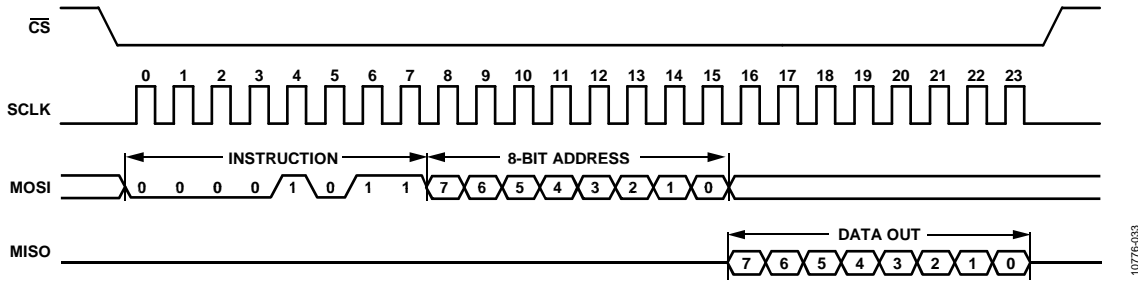 CS
0 1 2 3 4 5 6 7 8 9 10 11 12 13 14 15 16 17 18 19 20 21 22 23
SCLK
INSTRUCTION 8-BIT ADDRESS
MOSI 0 0 0 0 1 0 1 1 7 6 5 4 3 2 1 0
DATA OUT
MISO 7 6 5 4 3 2 1 0
10776-033